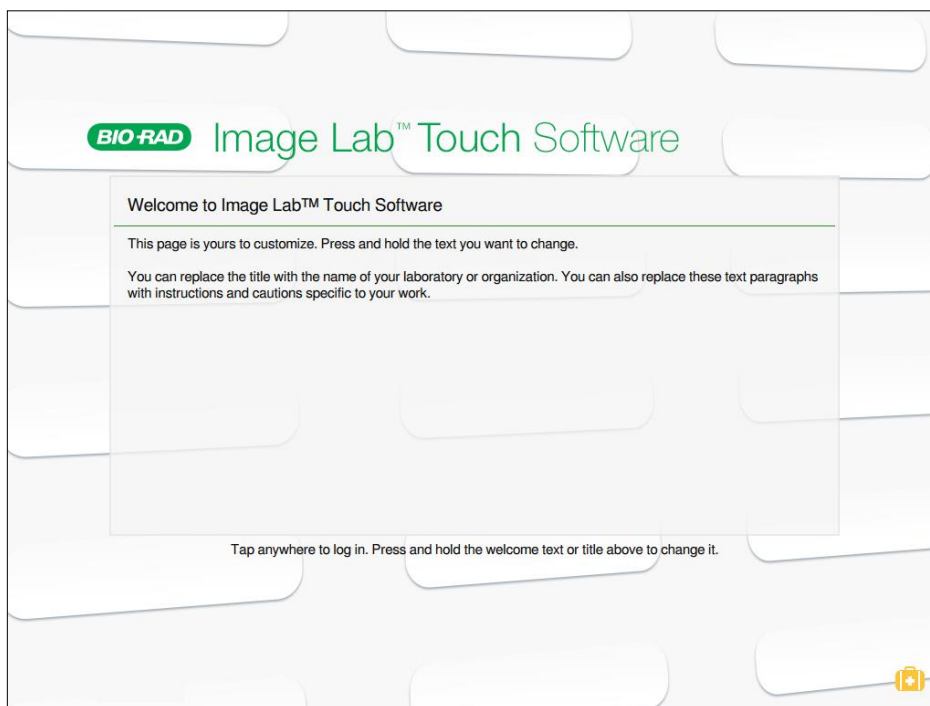 BIO-RAD Image Lab™ Touch Software
Welcome to Image Lab™ Touch Software
This page is yours to customize. Press and hold the text you want to change.
You can replace the title with the name of your laboratory or organization. You can also replace these text paragraphs
with instructions and cautions specific to your work.
Tap anywhere to log in. Press and hold the welcome text or title above to change it.